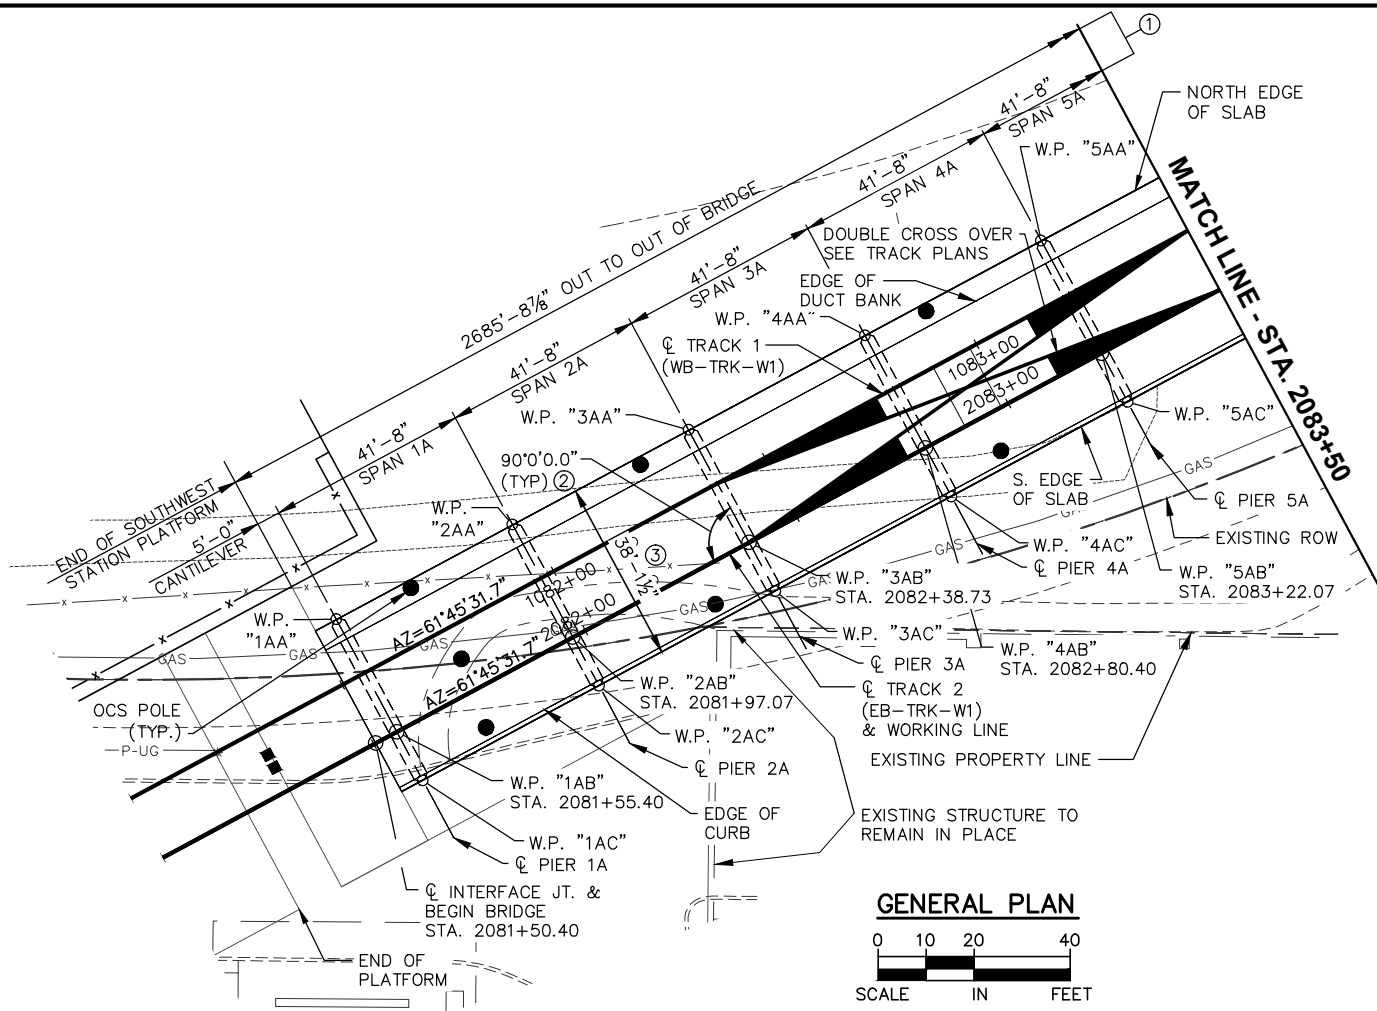 1
NORTH EDGE
OF SLAB
41'-8"
SPAN 5A
W.P. "5AA"
41'-8"
SPAN 4A
MATCH LINE - STA. 2083+50
2685'-8⅞" OUT TO OUT OF BRIDGE
DOUBLE CROSS OVER
SEE TRACK PLANS
41'-8"
SPAN 3A
EDGE OF
DUCT BANK
W.P. "4AA"
℄ TRACK 1
(WB-TRK-W1)
1083+00
2083+00
41'-8"
SPAN 2A
W.P. "3AA"
W.P. "5AC"
41'-8"
SPAN 1A
90°0'0.0"
(TYP) 2
GAS
S. EDGE
OF SLAB
℄ PIER 5A
END OF SOUTHWEST
STATION PLATFORM
W.P.
"2AA"
5'-0"
CANTILEVER
GAS
EXISTING ROW
3
W.P. "4AC"
℄ PIER 4A
GAS
W.P. "5AB"
STA. 2083+22.07
1082+00
2082+00
GAS
W.P. "3AB"
STA. 2082+38.73
AZ=61°45'31.7"
AZ=61°45'31.7"
W.P.
"1AA"
GAS
GAS
GAS
W.P. "3AC"
W.P. "4AB"
STA. 2082+80.40
℄ PIER 3A
W.P. "2AB"
STA. 2081+97.07
℄ TRACK 2
(EB-TRK-W1)
& WORKING LINE
OCS POLE
(TYP.)
P-UG
W.P. "2AC"
EXISTING PROPERTY LINE
℄ PIER 2A
W.P. "1AB"
STA. 2081+55.40
EDGE OF
CURB
EXISTING STRUCTURE TO
REMAIN IN PLACE
W.P. "1AC"
℄ PIER 1A
℄ INTERFACE JT. &
BEGIN BRIDGE
STA. 2081+50.40
END OF
PLATFORM
GENERAL PLAN
0 10 20 40
SCALE IN FEET